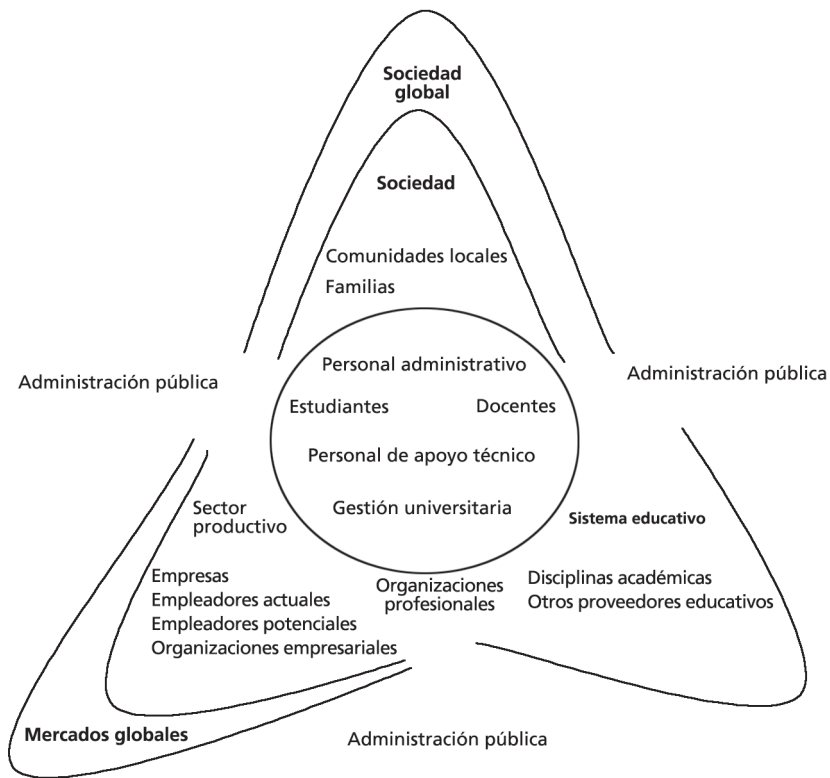 Sociedad
global
Sociedad
Comunidades locales
Familias
Personal administrativo
Administración pública
Administración pública
Estudiantes
Docentes
Personal de apoyo técnico
Sector
productivo
Gestión universitaria
Sistema educativo
Empresas
Empleadores actuales
Empleadores potenciales
Organizaciones empresariales
Organizaciones
profesionales
Disciplinas académicas
Otros proveedores educativos
Mercados globales
Administración pública